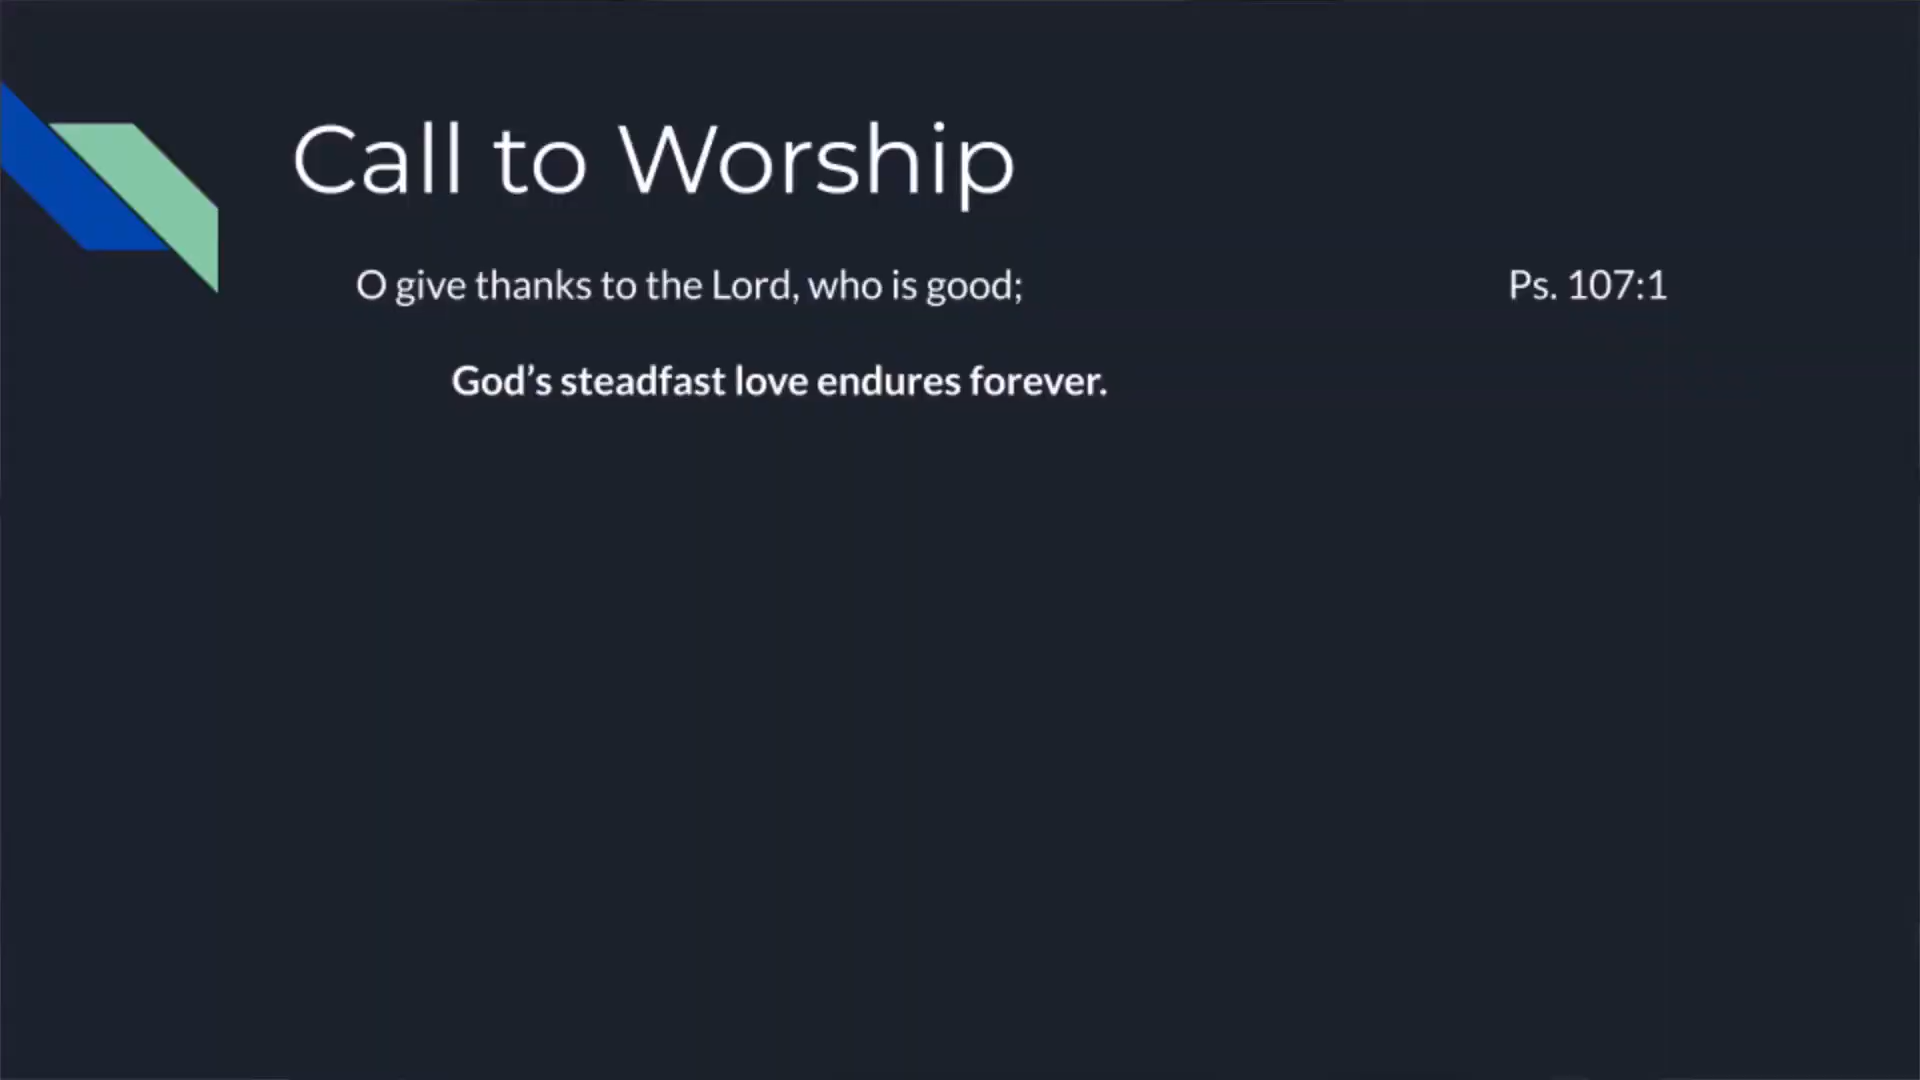 Call to Worship
O give thanks to the Lord, who is good; Ps. 107:1
God’s steadfast love endures forever.